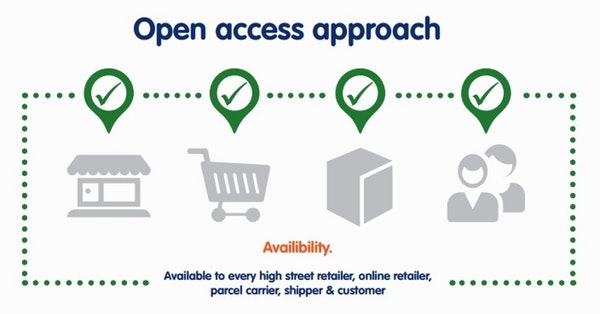 Open access approach
Availibility.
Available to every high street retailer, online retailer,
parcel carrier, shipper & customer